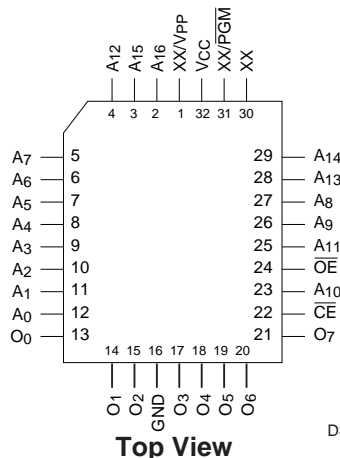 A12 A15 A16 XX/VPP VCC XX/PGM XX
4 3 2 1 32 31 30
A7 5 29 A14
A6 6 28 A13
A5 7 27 A8
A4 8 26 A9
A3 9 25 A11
A2 10 24 OE
A1 11 23 A10
A0 12 22 CE
O0 13 21 O7
14 15 16 17 18 19 20
O1 O2 GND O3 O4 O5 O6
Top View